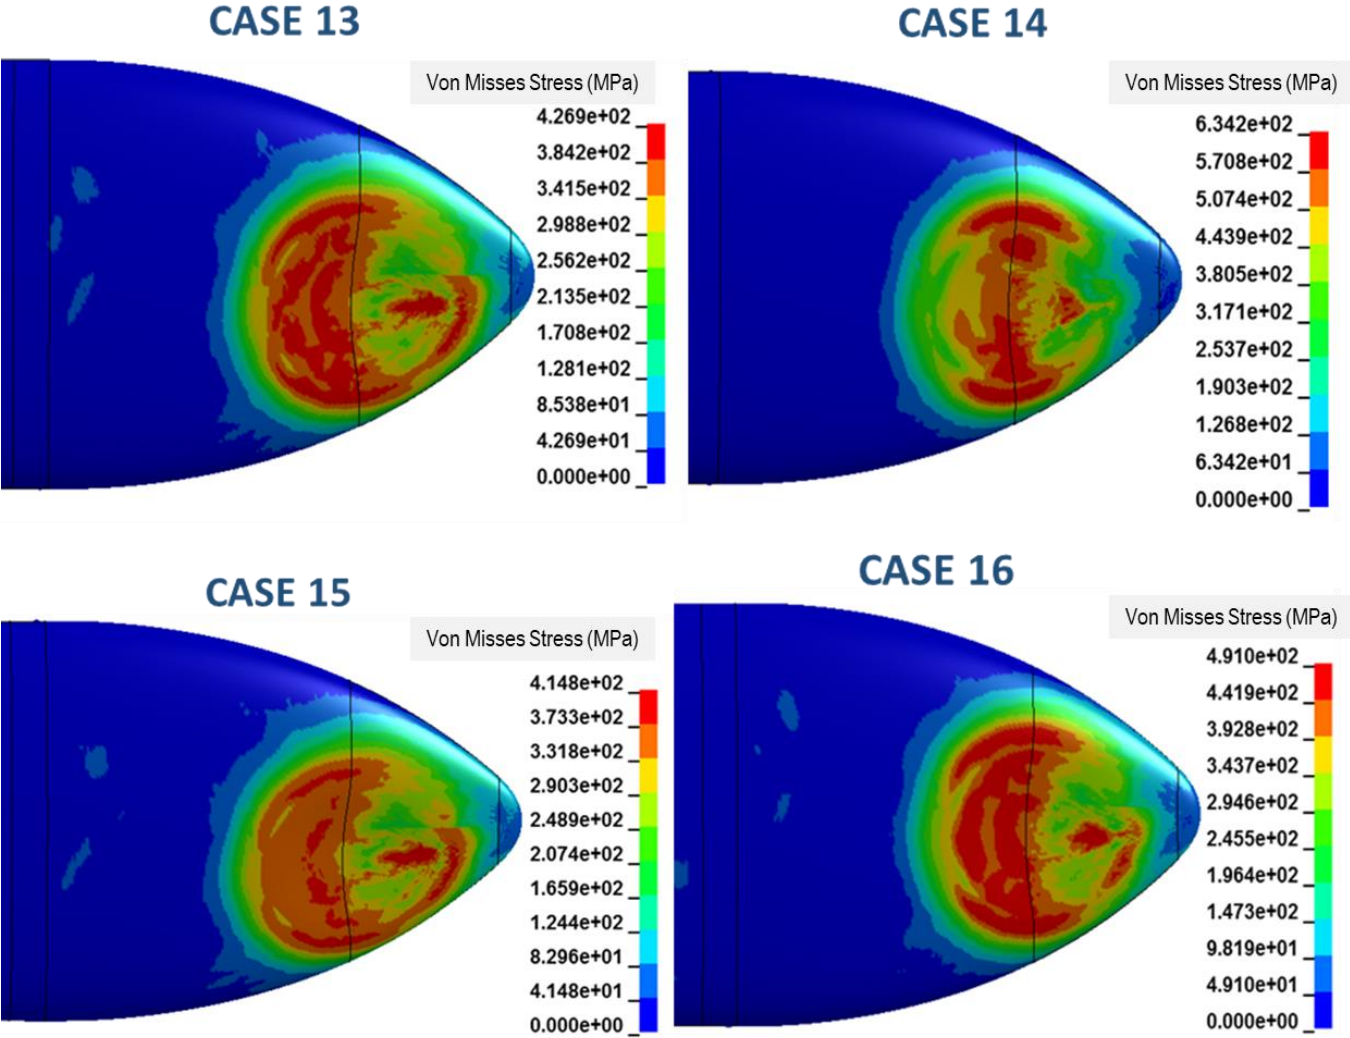 CASE 13
Von Misses Stress (MPa)
4.269e+02
3.842e+02
3.415e+02
2.988e+02
2.562e+02
2.135e+02
1.708e+02
1.281e+02
8.538e+01
4.269e+01
0.000e+00
CASE 14
Von Misses Stress (MPa)
6.342e+02
5.708e+02
5.074e+02
4.439e+02
3.805e+02
3.171e+02
2.537e+02
1.903e+02
1.268e+02
6.342e+01
0.000e+00
CASE 15
Von Misses Stress (MPa)
4.148e+02
3.733e+02
3.318e+02
2.903e+02
2.489e+02
2.074e+02
1.659e+02
1.244e+02
8.296e+01
4.148e+01
0.000e+00
CASE 16
Von Misses Stress (MPa)
4.910e+02
4.419e+02
3.928e+02
3.437e+02
2.946e+02
2.455e+02
1.964e+02
1.473e+02
9.819e+01
4.910e+01
0.000e+00